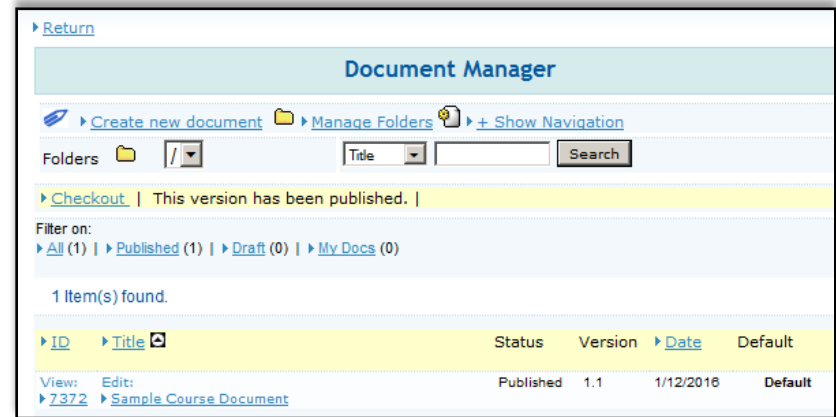 Return
Document Manager
Create new document Manage Folders + Show Navigation
Folders / Title Search
Checkout | This version has been published. |
Filter on:
All (1) | Published (1) | Draft (0) | My Docs (0)
1 Item(s) found.
ID Title Status Version Date Default
View: Edit: Published 1.1 1/12/2016 Default
7372 Sample Course Document